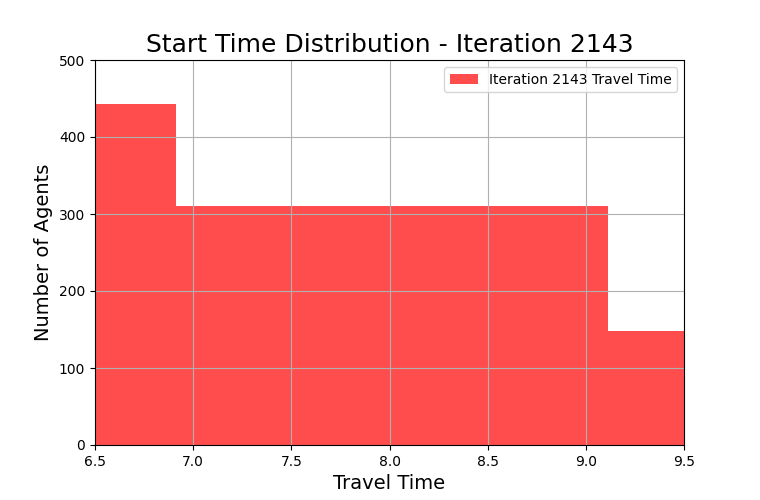 Start Time Distribution - Iteration 2143
Iteration 2143 Travel Time
Number of Agents
500
400
300
200
100
0
6.5 7.0 7.5 8.0 8.5 9.0 9.5
Travel Time